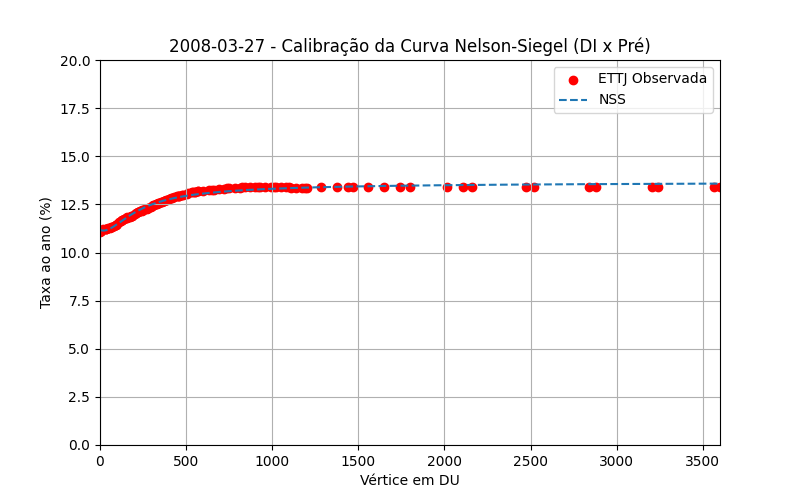 2008-03-27 - Calibração da Curva Nelson-Siegel (DI x Pré)
ETTJ Observada
NSS
20.0
17.5
15.0
12.5
10.0
7.5
5.0
2.5
0.0
Taxa ao ano (%)
0 500 1000 1500 2000 2500 3000 3500
Vértice em DU